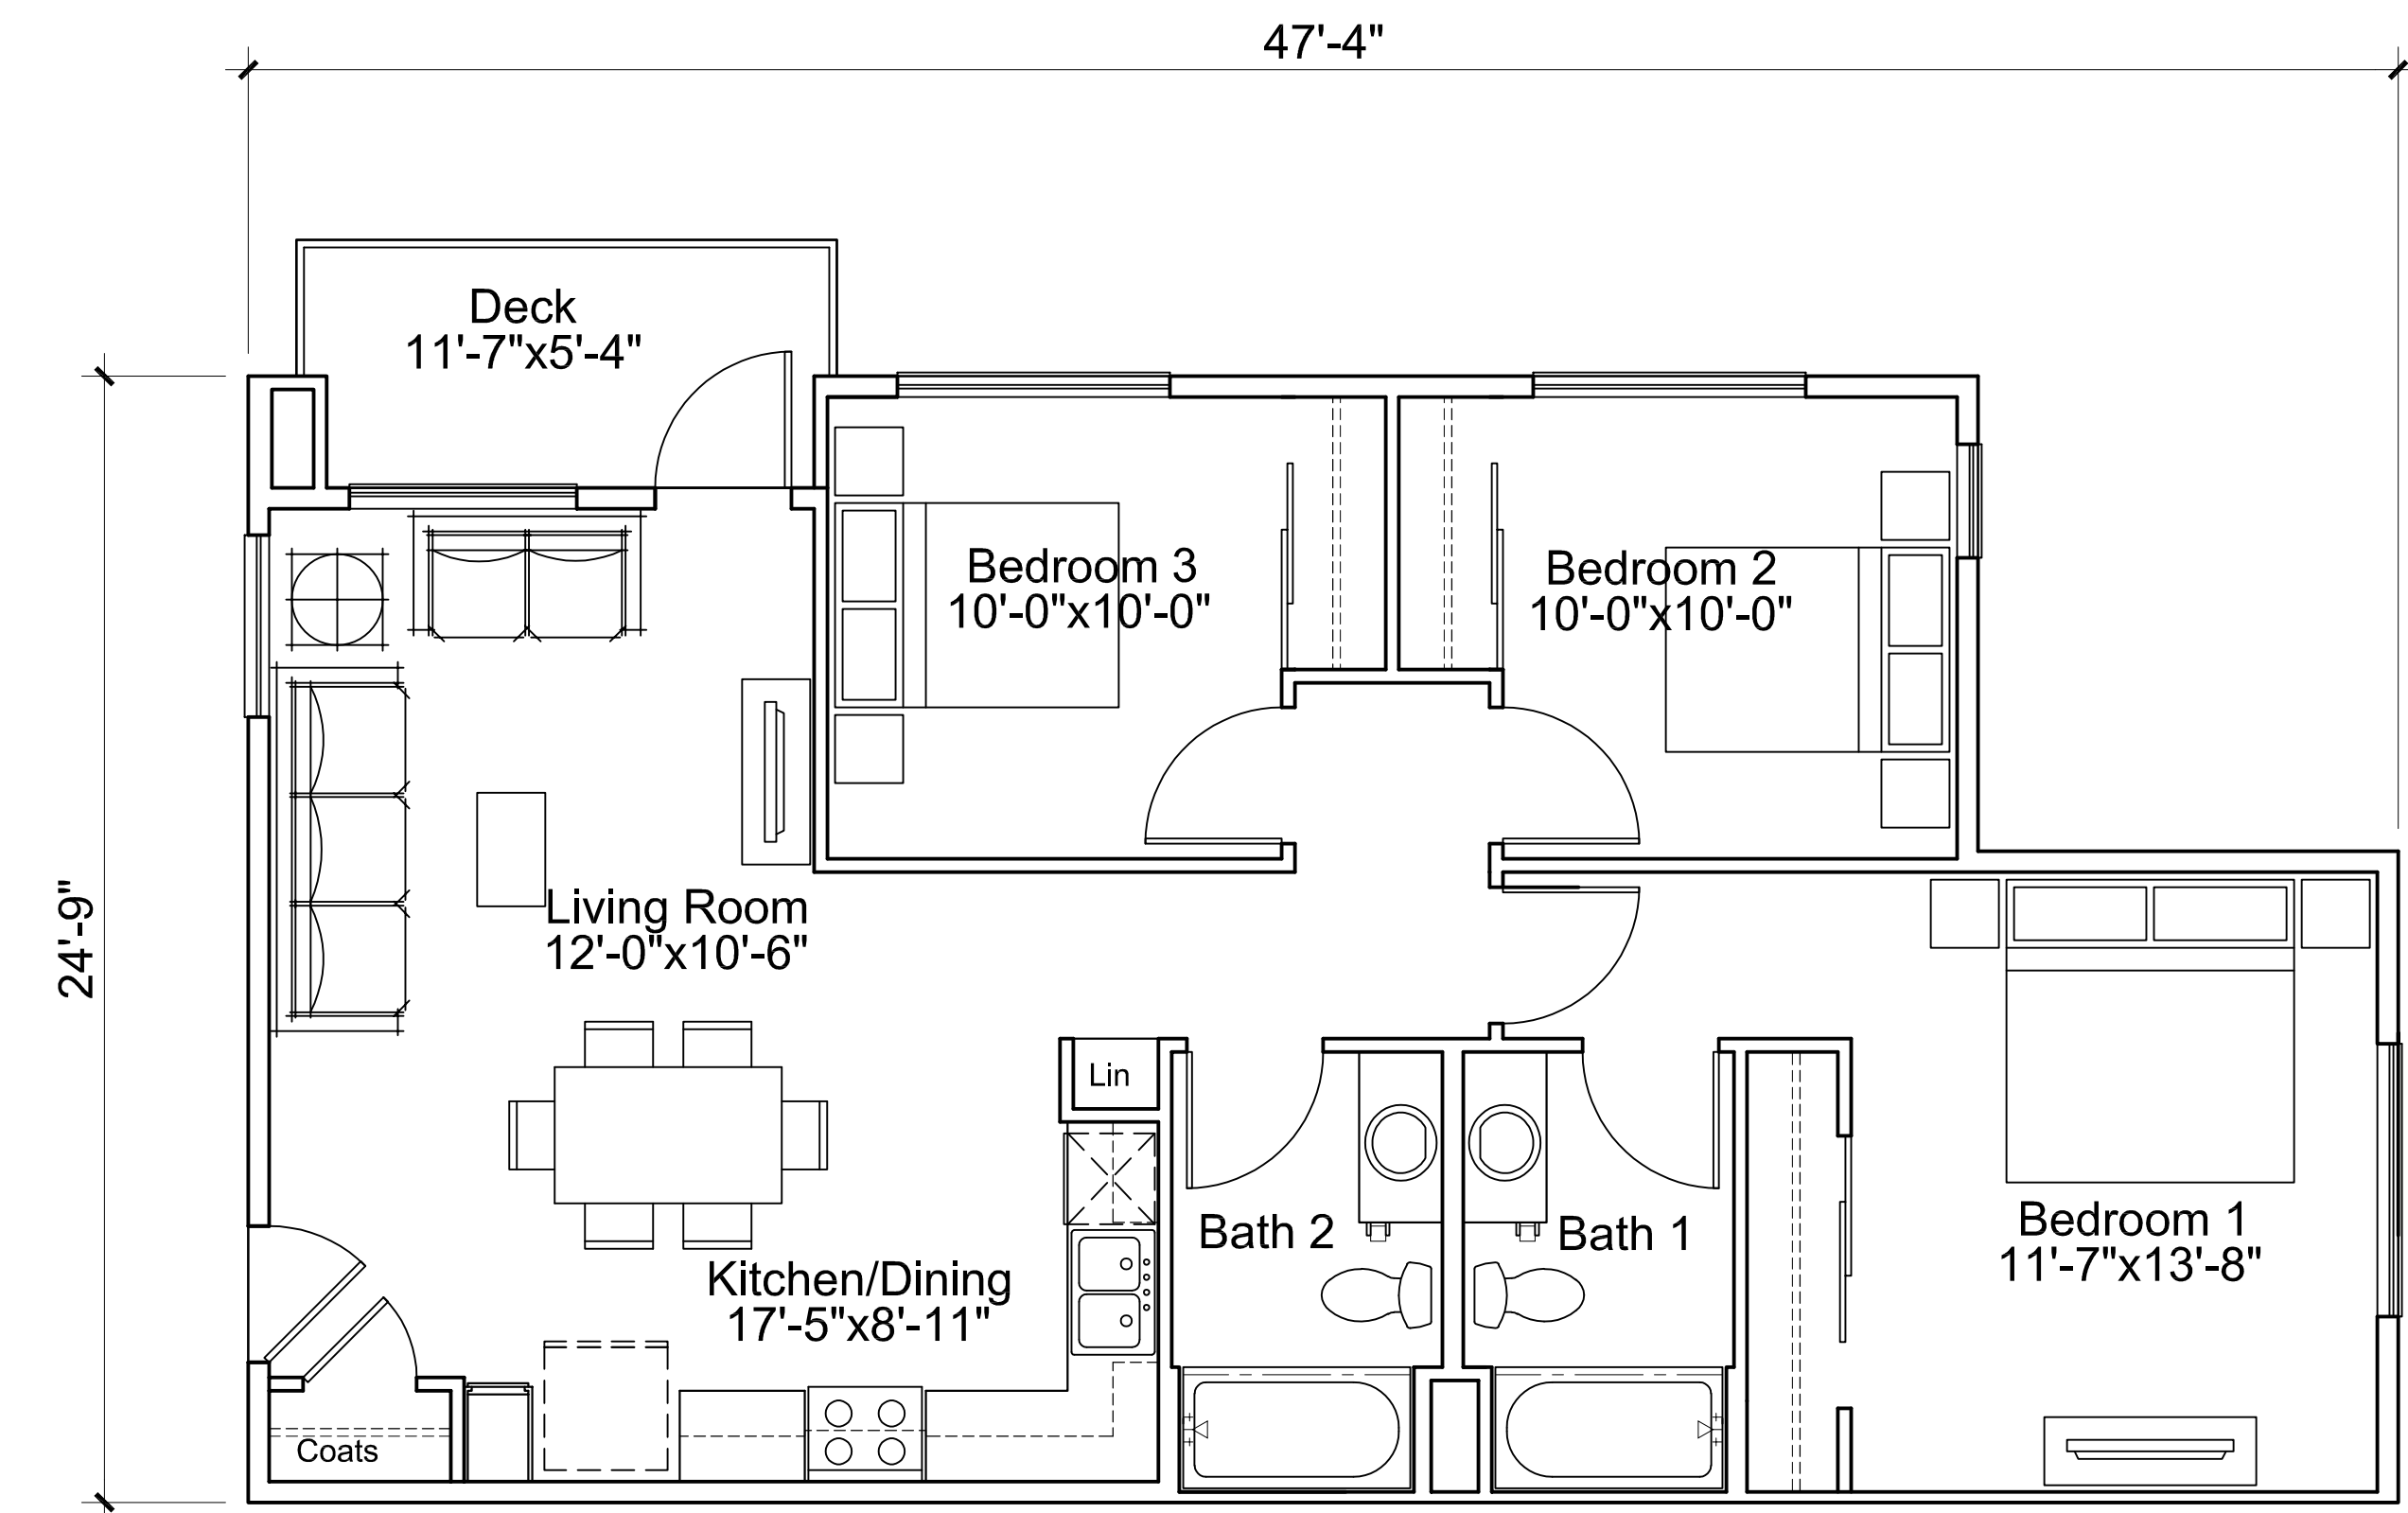 47'-4"
Deck
11'-7"x5'-4"
24'-9"
Bedroom 3
10'-0"x10'-0"
Bedroom 2
10'-0"x10'-0"
Living Room
12'-0"x10'-6"
Lin
Bath 2
Bath 1
Bedroom 1
11'-7"x13'-8"
Kitchen/Dining
17'-5"x8'-11"
Coats